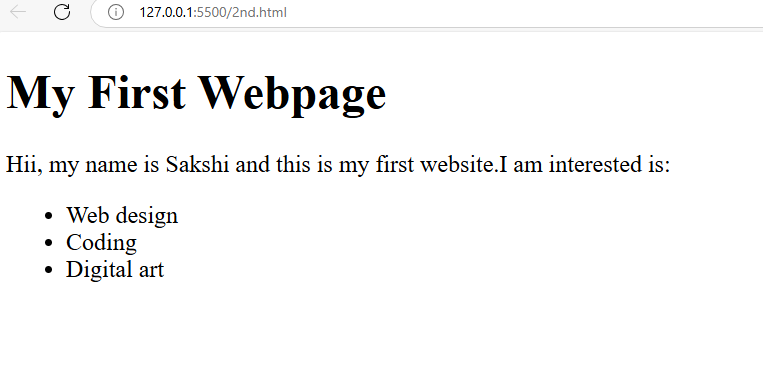 127.0.0.1:5500/2nd.html
My First Webpage
Hii, my name is Sakshi and this is my first website.I am interested is:
Web design
Coding
Digital art